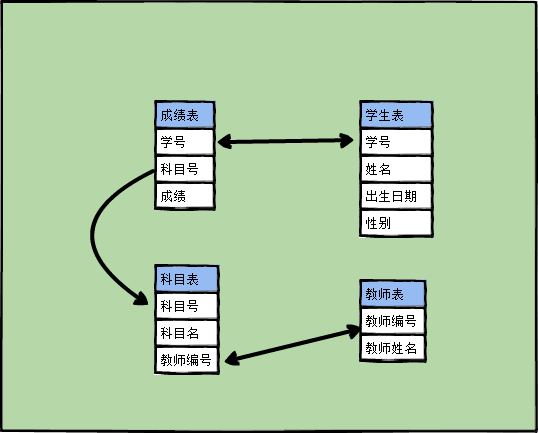 成绩表
学号
科目号
成绩
学生表
学号
姓名
出生日期
性别
科目表
科目号
科目名
教师编号
教师表
教师编号
教师姓名